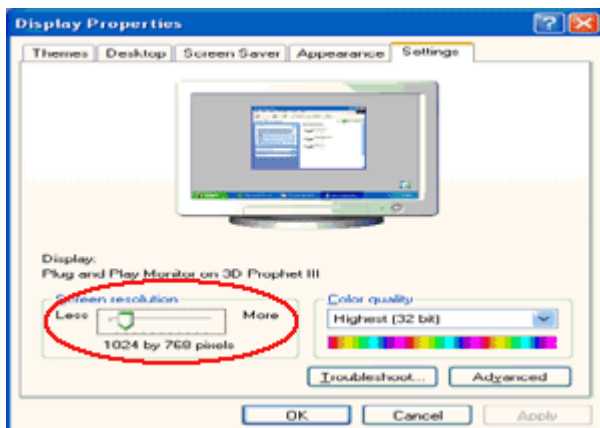 Display Properties
Themes Desktop Screen Saver Appearance Settings
Display:
Plug and Play Monitor on 3D Prophet III
Screen resolution
Less More
1024 by 768 pixels
Color quality
Highest (32 bit)
Troubleshoot... Advanced
OK Cancel Apply